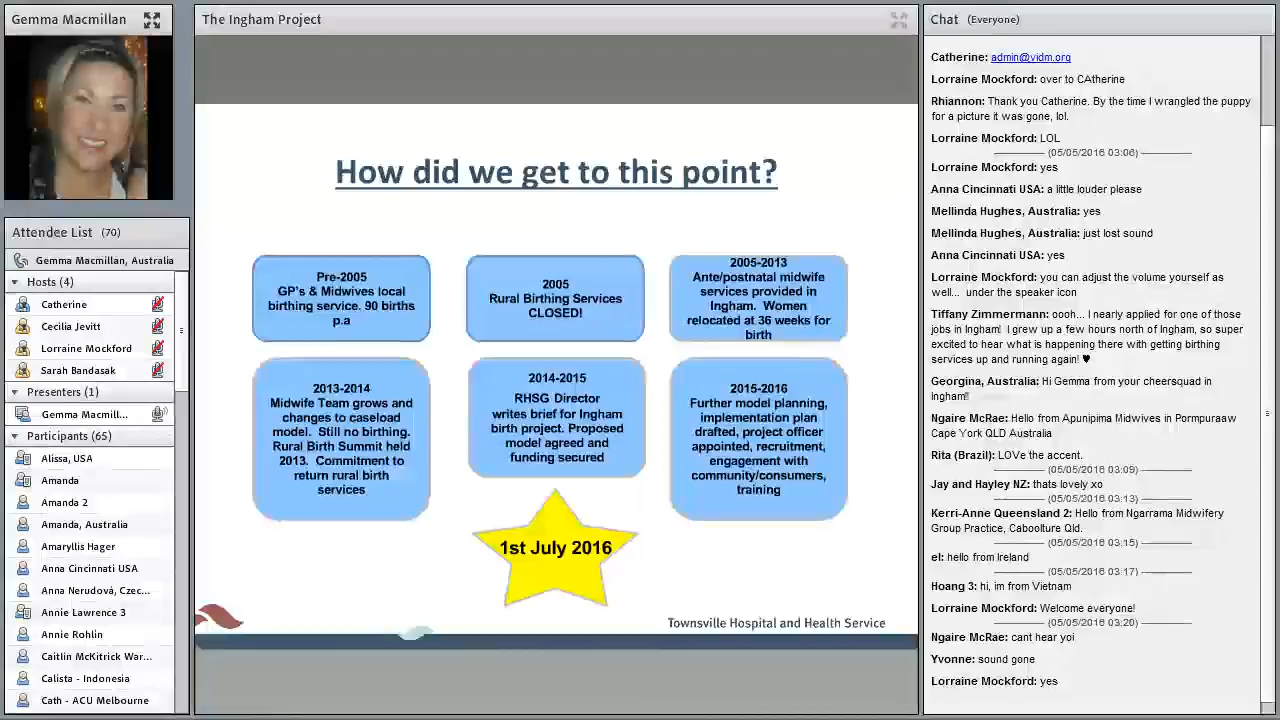 Gemma Macmillan
Attendee List (70)
Gemma Macmillan, Australia
Hosts (4)
Catherine
Cecilia Jevitt
Lorraine Mockford
Sarah Bandasak
Presenters (1)
Gemma Macmill...
Participants (65)
Alissa, USA
Amanda
Amanda 2
Amanda, Australia
Amaryllis Hager
Anna Cincinnati USA
Anna Nerudová, Czec...
Annie Lawrence 3
Annie Rohlin
Caitlin McKitrick War...
Calista - Indonesia
Cath - ACU Melbourne
The Ingham Project
How did we get to this point?
Pre-2005
GP's & Midwives local
birthing service. 90 births
p.a
2005
Rural Birthing Services
CLOSED!
2005-2013
Ante/postnatal midwife
services provided in
Ingham. Women
relocated at 36 weeks for
birth
2013-2014
Midwife Team grows and
changes to caseload
model. Still no birthing.
Rural Birth Summit held
2013. Commitment to
return rural birth
services
2014-2015
RHSG Director
writes brief for Ingham
birth project. Proposed
model agreed and
funding secured
2015-2016
Further model planning,
implementation plan
drafted, project officer
appointed, recruitment,
engagement with
community/consumers,
training
1st July 2016
Townsville Hospital and Health Service
Chat (Everyone)
Catherine: admin@vidm.org
Lorraine Mockford: over to CAtherine
Rhiannon: Thank you Catherine. By the time I wrangled the puppy
for a picture it was gone, lol.
Lorraine Mockford: LOL
(05/05/2016 03:06)
Lorraine Mockford: yes
Anna Cincinnati USA: a little louder please
Mellinda Hughes, Australia: yes
Mellinda Hughes, Australia: just lost sound
Anna Cincinnati USA: yes
Lorraine Mockford: you can adjust the volume yourself as
well... under the speaker icon
Tiffany Zimmermann: oooh... I nearly applied for one of those
jobs in Ingham! I grew up a few hours north of Ingham, so super
excited to hear what is happening there with getting birthing
services up and running again! ♥
Georgina, Australia: Hi Gemma from your cheersquad in
Ingham!
Ngaire McRae: Hello from Apunipima Midwives in Pormpuraaw
Cape York QLD Australia
Rita (Brazil): LOVe the accent.
(05/05/2016 03:09)
Jay and Hayley NZ: thats lovely xo
(05/05/2016 03:13)
Kerri-Anne Queensland 2: Hello from Ngarrama Midwifery
Group Practice, Caboolture Qld.
(05/05/2016 03:15)
el: hello from Ireland
(05/05/2016 03:17)
Hoang 3: hi, im from Vietnam
Lorraine Mockford: Welcome everyone!
(05/05/2016 03:20)
Ngaire McRae: cant hear yoi
Yvonne: sound gone
Lorraine Mockford: yes